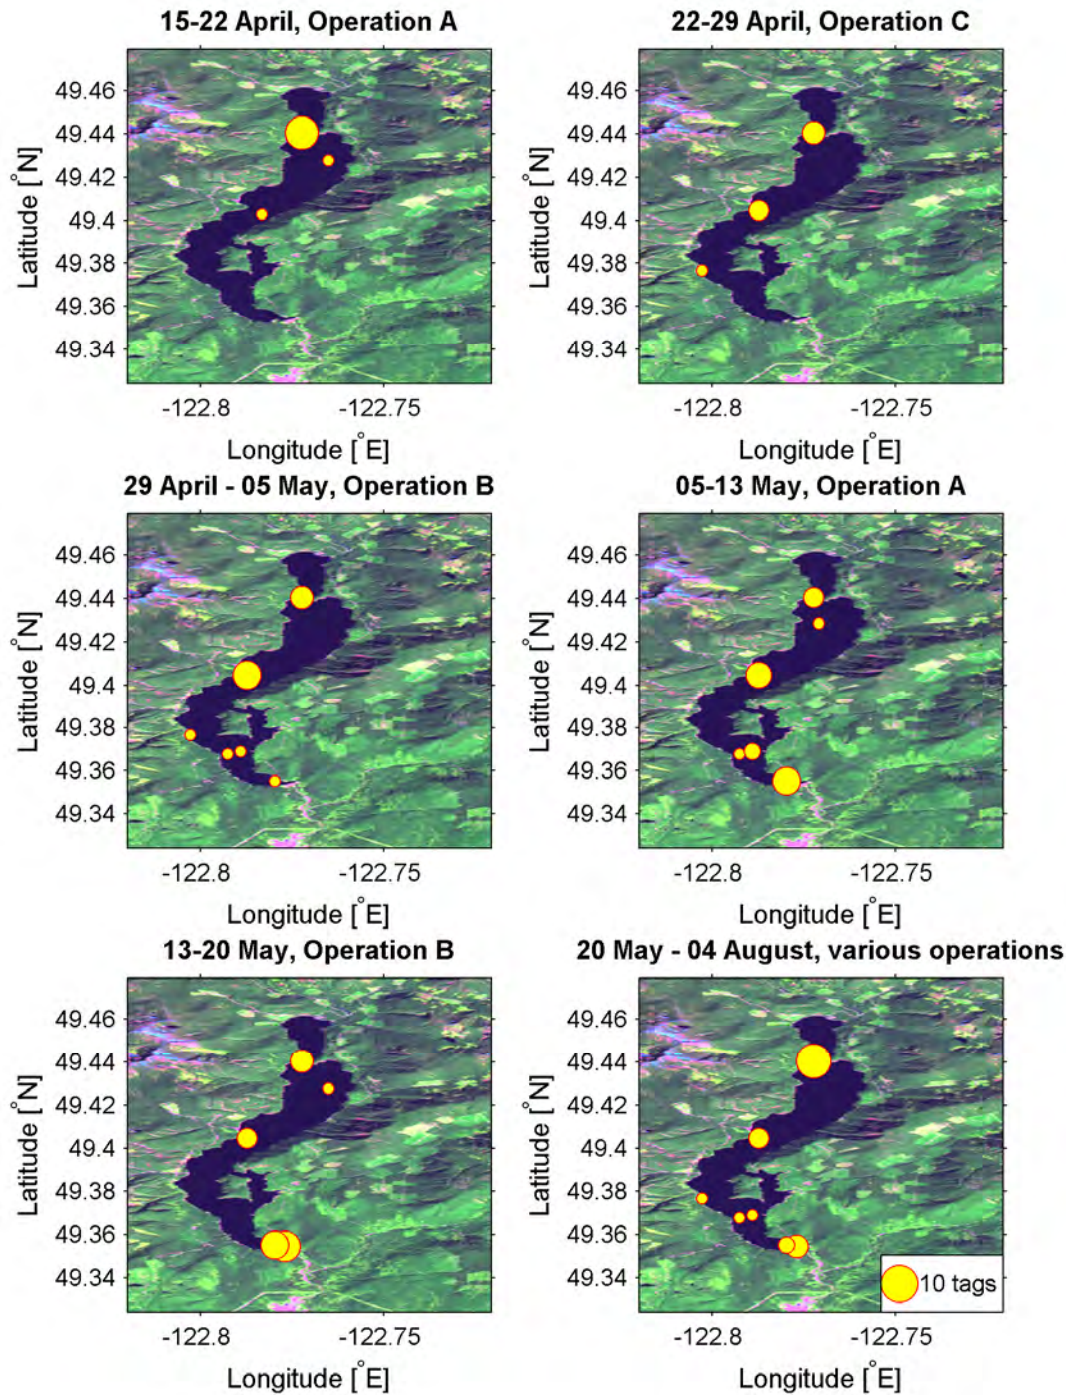 15-22 April, Operation A
22-29 April, Operation C
49.46
49.44
49.42
49.4
49.38
49.36
49.34
Latitude [°N]
-122.8
-122.75
Longitude [°E]
49.46
49.44
49.42
49.4
49.38
49.36
49.34
Latitude [°N]
-122.8
-122.75
Longitude [°E]
29 April - 05 May, Operation B
05-13 May, Operation A
49.46
49.44
49.42
49.4
49.38
49.36
49.34
Latitude [°N]
-122.8
-122.75
Longitude [°E]
49.46
49.44
49.42
49.4
49.38
49.36
49.34
Latitude [°N]
-122.8
-122.75
Longitude [°E]
13-20 May, Operation B
20 May - 04 August, various operations
49.46
49.44
49.42
49.4
49.38
49.36
49.34
Latitude [°N]
-122.8
-122.75
Longitude [°E]
49.46
49.44
49.42
49.4
49.38
49.36
49.34
Latitude [°N]
10 tags
-122.8
-122.75
Longitude [°E]